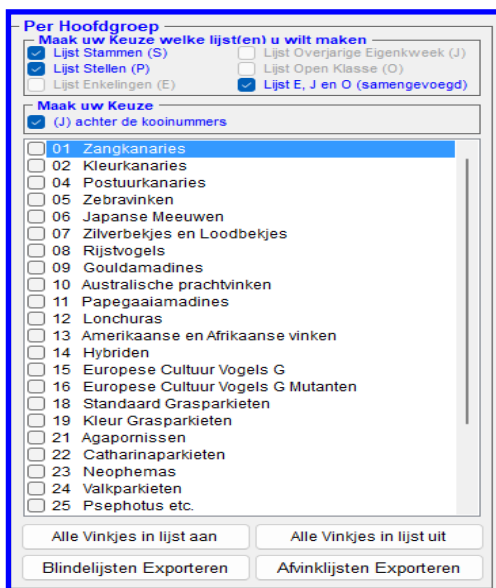 Per Hoofdgroep
Maak uw Keuze welke lijst(en) u wilt maken
Lijst Stammen (S)
Lijst Overjarige Eigenkweek (J)
Lijst Stellen (P)
Lijst Open Klasse (O)
Lijst Enkelingen (E)
Lijst E, J en O (samengevoegd)
Maak uw Keuze
(J) achter de kooinummers
01 Zangkanaries
02 Kleurkanaries
04 Postuurkanaries
05 Zebravinken
06 Japanse Meeuwen
07 Zilverbekjes en Loodbekjes
08 Rijstvogels
09 Gouldamadines
10 Australische prachtvinken
11 Papegaaiamadines
12 Lonchuras
13 Amerikaanse en Afrikaanse vinken
14 Hybriden
15 Europese Cultuur Vogels G
16 Europese Cultuur Vogels G Mutanten
18 Standaard Grasparkieten
19 Kleur Grasparkieten
21 Agapornissen
22 Catharinaparkieten
23 Neophemas
24 Valkparkieten
25 Psephotus etc.
Alle Vinkjes in lijst aan
Alle Vinkjes in lijst uit
Blindelijsten Exporteren
Afvinklijsten Exporteren